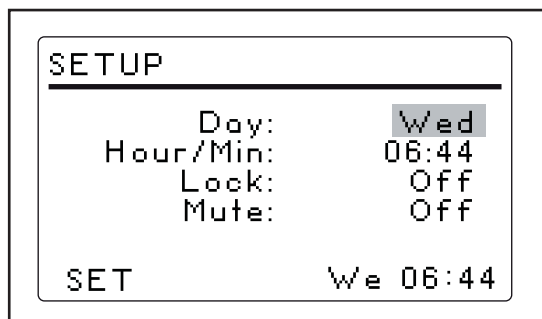 SETUP
Day: Wed
Hour/Min: 06:44
Lock: Off
Mute: Off
SET We 06:44